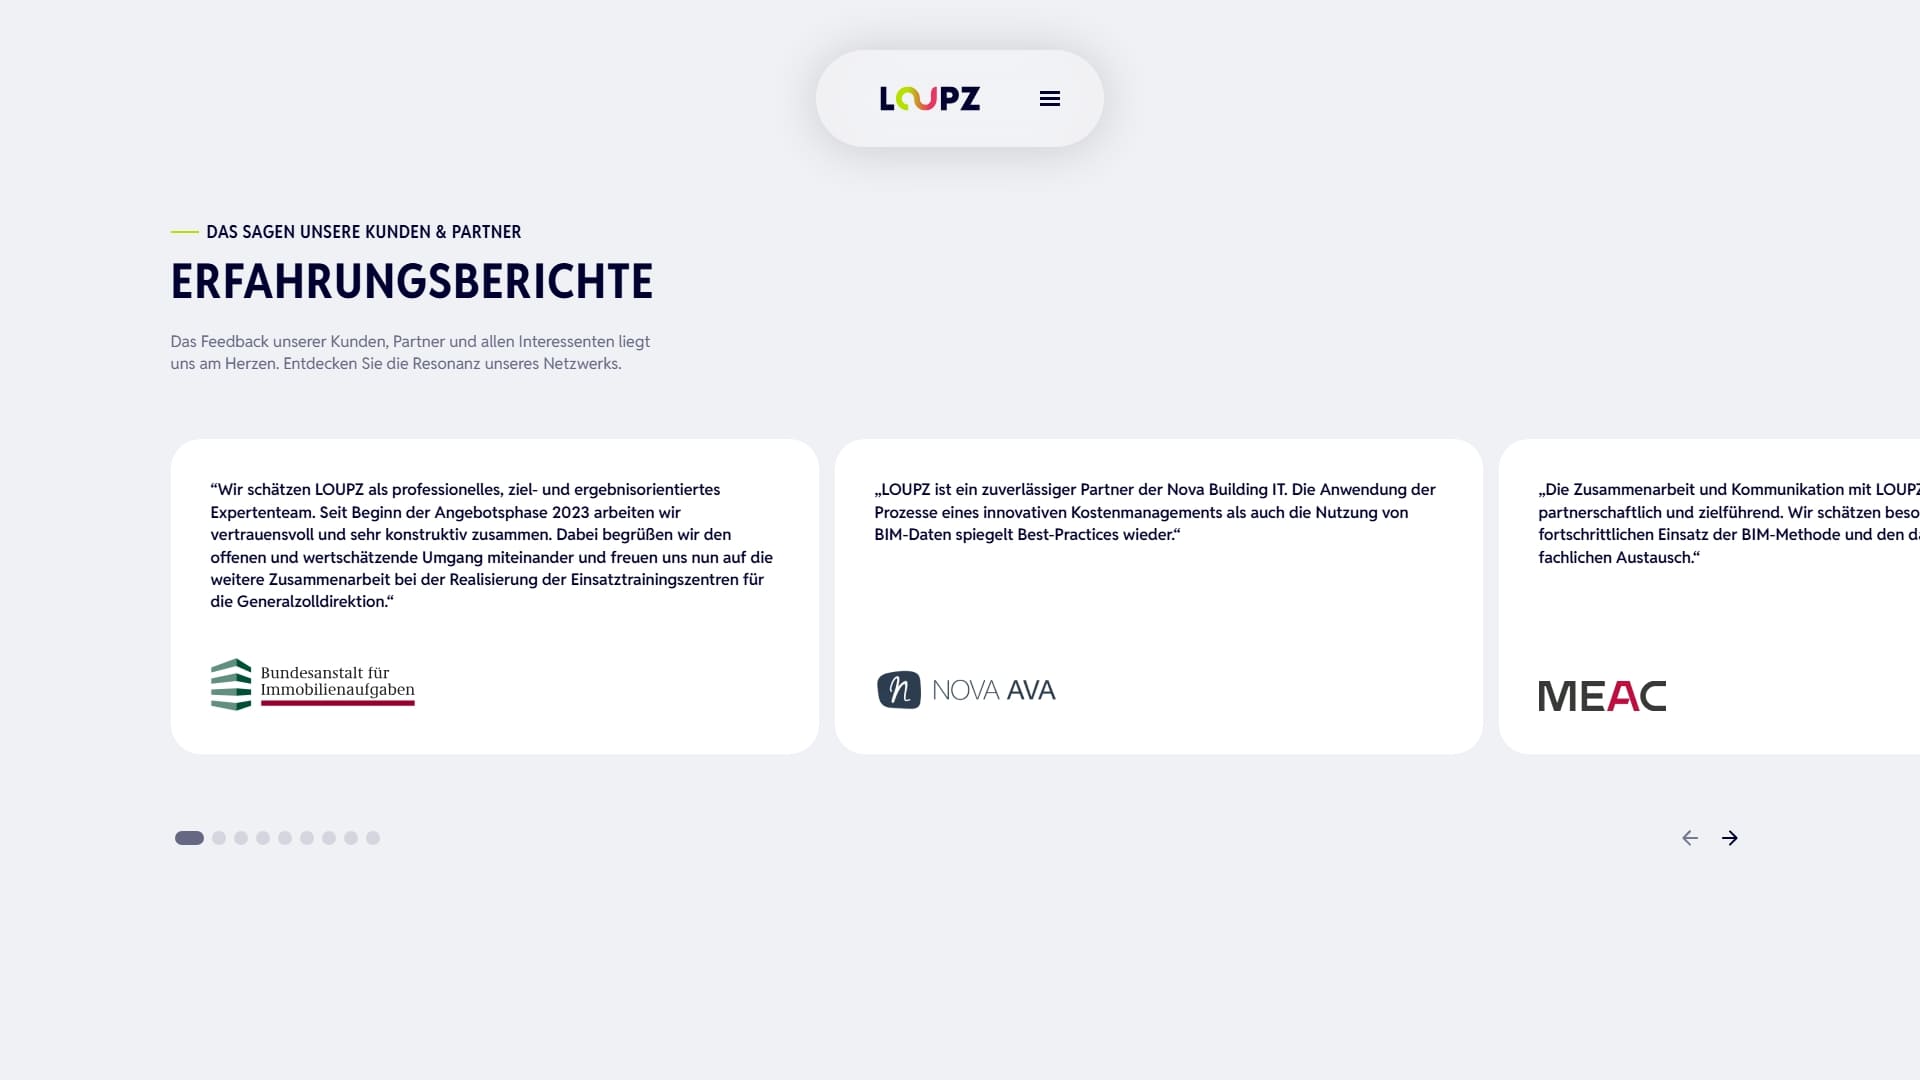 LOUPZ
DAS SAGEN UNSERE KUNDEN & PARTNER
ERFAHRUNGSBERICHTE
Das Feedback unserer Kunden, Partner und allen Interessenten liegt
uns am Herzen. Entdecken Sie die Resonanz unseres Netzwerks.
“Wir schätzen LOUPZ als professionelles, ziel- und ergebnisorientiertes
Expertenteam. Seit Beginn der Angebotsphase 2023 arbeiten wir
vertrauensvoll und sehr konstruktiv zusammen. Dabei begrüßen wir den
offenen und wertschätzende Umgang miteinander und freuen uns nun auf die
weitere Zusammenarbeit bei der Realisierung der Einsatztrainingszentren für
die Generalzolldirektion.“
Bundesanstalt für
Immobilienaufgaben
„LOUPZ ist ein zuverlässiger Partner der Nova Building IT. Die Anwendung der
Prozesse eines innovativen Kostenmanagements als auch die Nutzung von
BIM-Daten spiegelt Best-Practices wieder.“
n NOVA AVA
„Die Zusammenarbeit und Kommunikation mit LOUPZ
partnerschaftlich und zielführend. Wir schätzen
fortschrittlichen Einsatz der BIM-Methode und den
fachlichen Austausch.“
MEAC